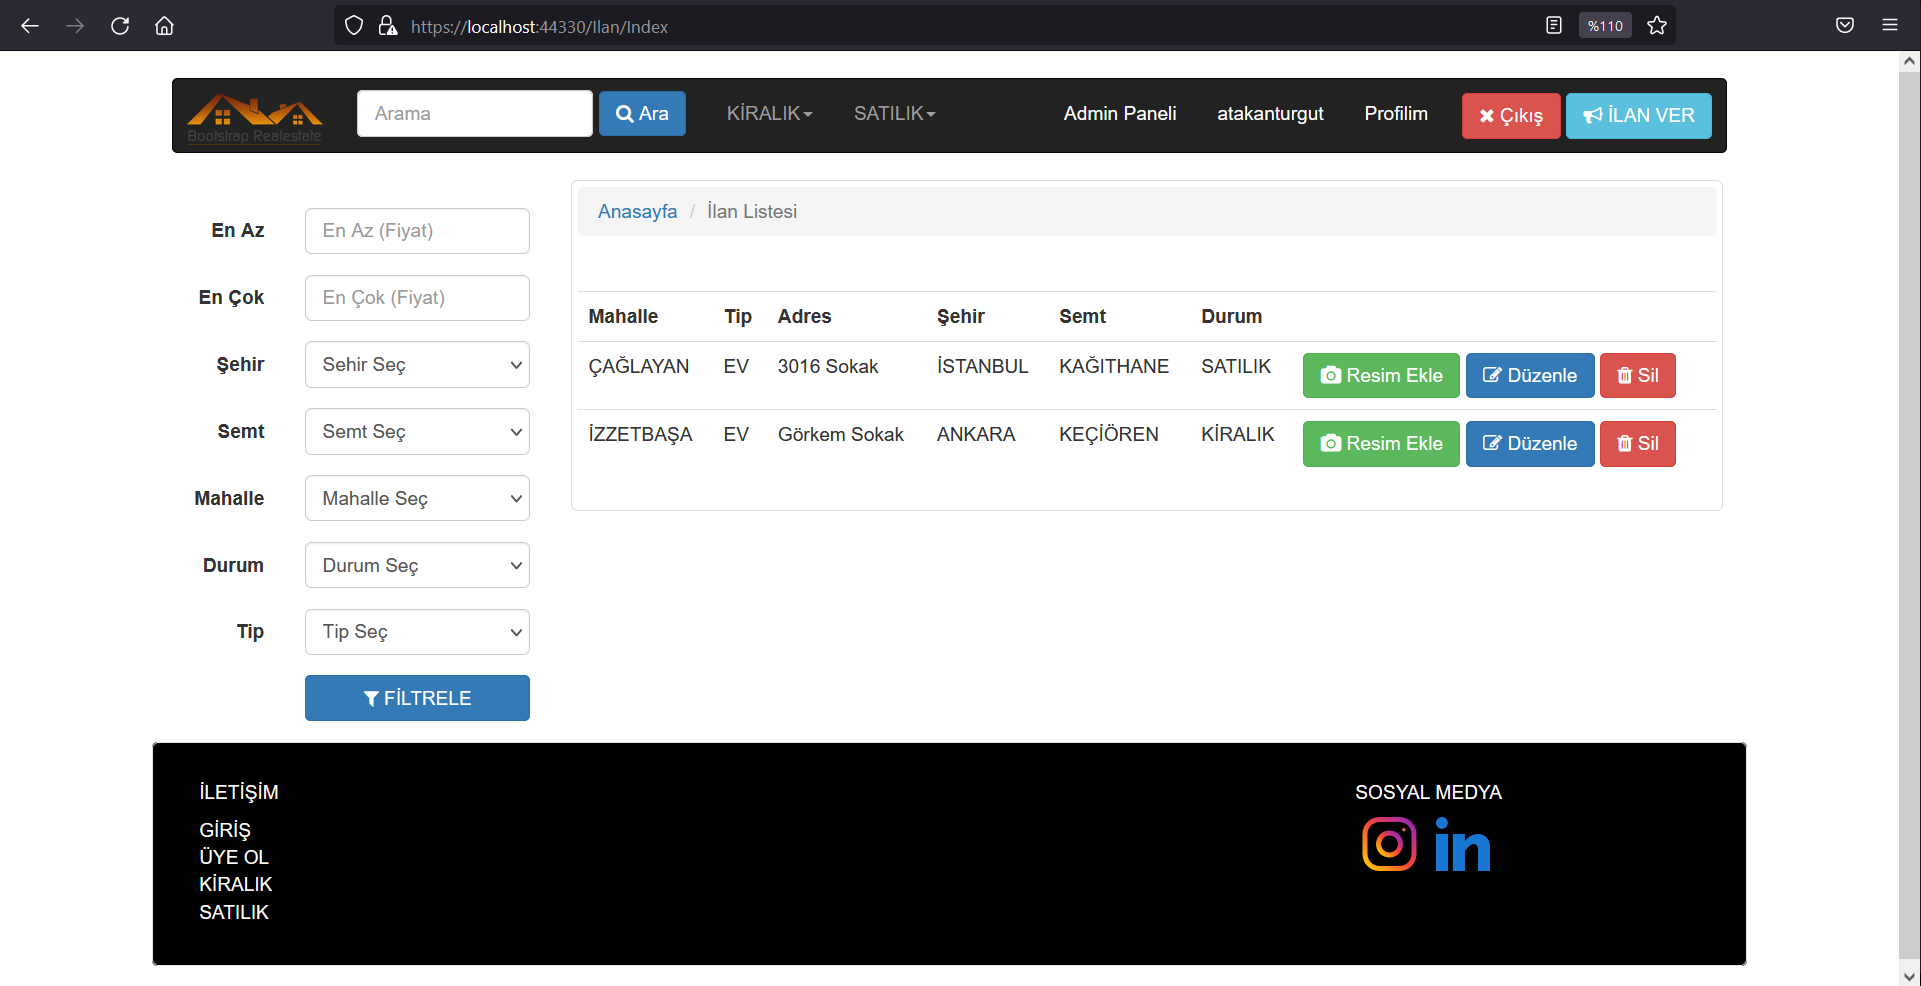 https://localhost:44330/Ilan/Index %110
Bootstrap Realestate
Arama Ara KİRALIK SATILIK Admin Paneli atakanturgut Profilim Çıkış İLAN VER
Anasayfa / İlan Listesi
En Az En Az (Fiyat)
En Çok En Çok (Fiyat)
Şehir Sehir Seç
Semt Semt Seç
Mahalle Mahalle Seç
Durum Durum Seç
Tip Tip Seç
FİLTRELE
Mahalle Tip Adres Şehir Semt Durum
ÇAĞLAYAN EV 3016 Sokak İSTANBUL KAĞITHANE SATILIK Resim Ekle Düzenle Sil
İZZETBAŞA EV Görkem Sokak ANKARA KEÇİÖREN KİRALIK Resim Ekle Düzenle Sil
İLETİŞİM
GİRİŞ
ÜYE OL
KİRALIK
SATILIK
SOSYAL MEDYA
in